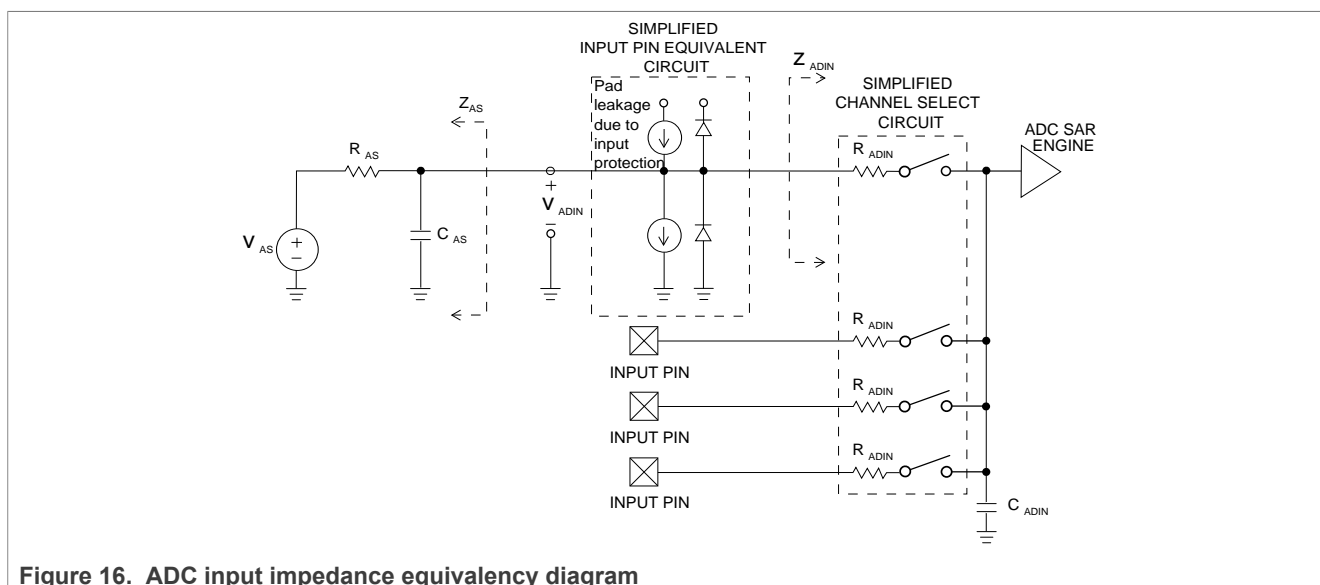 SIMPLIFIED
INPUT PIN EQUIVALENT
CIRCUIT
Pad
leakage
due to
input
protection
Z ADIN
SIMPLIFIED
CHANNEL SELECT
CIRCUIT
ADC SAR
ENGINE
Z AS
R AS
R ADIN
+
V ADIN
–
V AS
+
–
C AS
R ADIN
INPUT PIN
R ADIN
INPUT PIN
R ADIN
INPUT PIN
C ADIN
Figure 16. ADC input impedance equivalency diagram